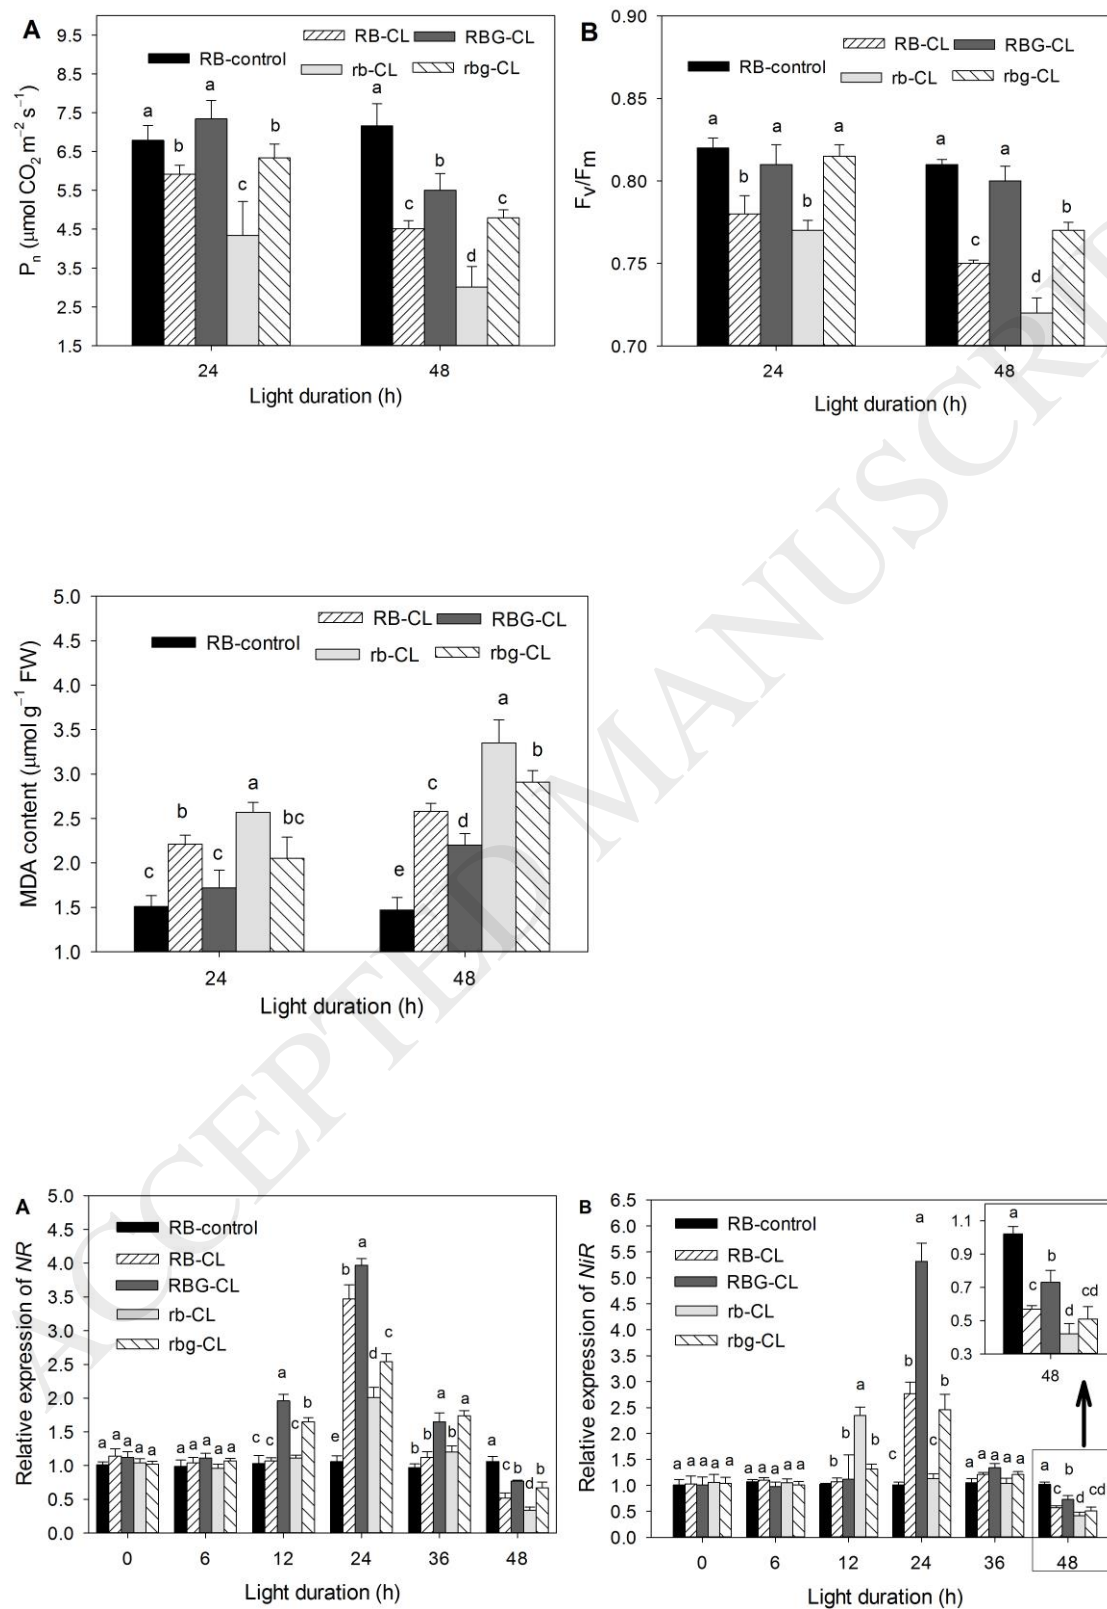 A
9.5
8.5
7.5
6.5
5.5
4.5
3.5
2.5
1.5
Pn (μmol CO2 m−2 s−1)
RB-control
RB-CL
RBG-CL
rb-CL
rbg-CL
a b a c b
a c b d c
24 48
Light duration (h)
B
0.90
0.85
0.80
0.75
0.70
Fv/Fm
RB-control
RB-CL
RBG-CL
rb-CL
rbg-CL
a b a b a
a c a d b
24 48
Light duration (h)
5.0
4.5
4.0
3.5
3.0
2.5
2.0
1.5
1.0
MDA content (μmol g−1 FW)
RB-control
RB-CL
RBG-CL
rb-CL
rbg-CL
c b c a bc
e c d a b
24 48
Light duration (h)
A
5.0
4.5
4.0
3.5
3.0
2.5
2.0
1.5
1.0
0.5
0.0
Relative expression of NR
RB-control
RB-CL
RBG-CL
rb-CL
rbg-CL
a a a a a
a a a a a
c c a c b
e b a d c
b b a b a
a c b d b
0 6 12 24 36 48
Light duration (h)
B
6.5
6.0
5.5
5.0
4.5
4.0
3.5
3.0
2.5
2.0
1.5
1.0
0.5
0.0
Relative expression of NiR
RB-control
RB-CL
RBG-CL
rb-CL
rbg-CL
a a a a a
a a a a a
b b a b
c b a c b
a a a a a
a c b d cd
0 6 12 24 36 48
Light duration (h)
1.1
0.9
0.7
0.5
0.3
a c b d cd
48
ACCEPTED MANUSCRIPT